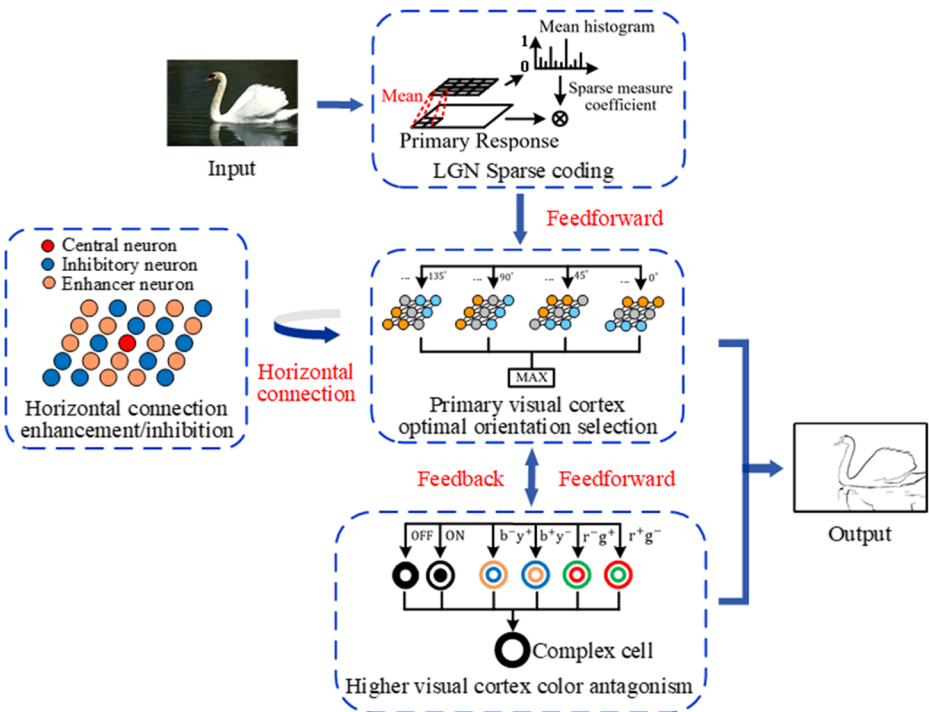 Mean histogram
1
0
Mean
Sparse measure
coefficient
Primary Response
LGN Sparse coding
Input
Feedforward
Central neuron
Inhibitory neuron
Enhancer neuron
... 135° ... 90° ... 45° ... 0°
MAX
Horizontal
connection
Horizontal connection
enhancement/inhibition
Primary visual cortex
optimal orientation selection
Feedback
Feedforward
Output
OFF ON b⁻y⁺ b⁺y⁻ r⁻g⁺ r⁺g⁻
Complex cell
Higher visual cortex color antagonism